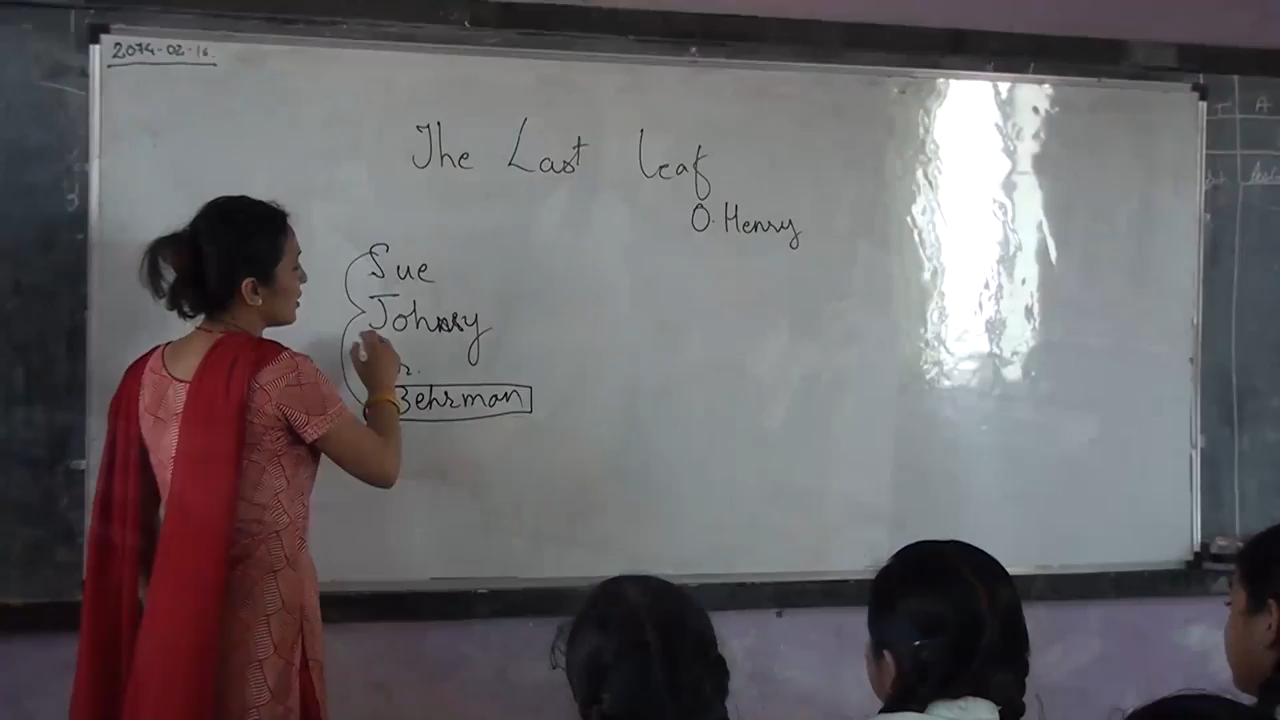 2074-02-16.
The Last Leaf
O. Henry
Sue
Johnsy
Behrman